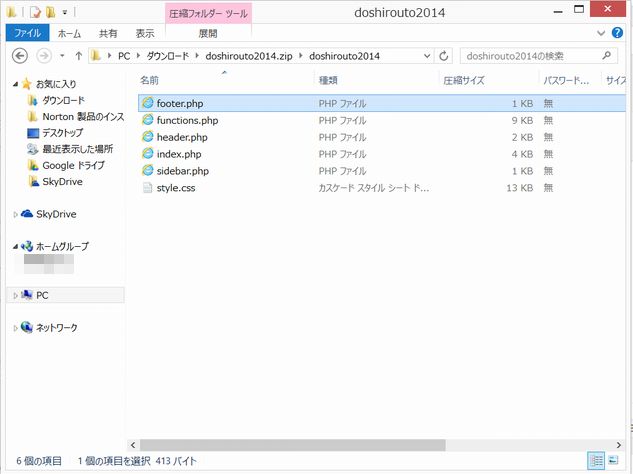 圧縮フォルダー ツール
doshirouto2014
ファイル ホーム 共有 表示 展開
PC ダウンロード doshirouto2014.zip doshirouto2014
doshirouto2014の検索
お気に入り
ダウンロード
Norton 製品のインス
デスクトップ
最近表示した場所
Google ドライブ
SkyDrive
SkyDrive
ホームグループ
PC
ネットワーク
名前 種類 圧縮サイズ パスワード... サイズ
footer.php PHP ファイル 1 KB 無
functions.php PHP ファイル 9 KB 無
header.php PHP ファイル 2 KB 無
index.php PHP ファイル 4 KB 無
sidebar.php PHP ファイル 1 KB 無
style.css カスケード スタイル シート ド... 13 KB 無
6 個の項目 1 個の項目を選択 413 バイト